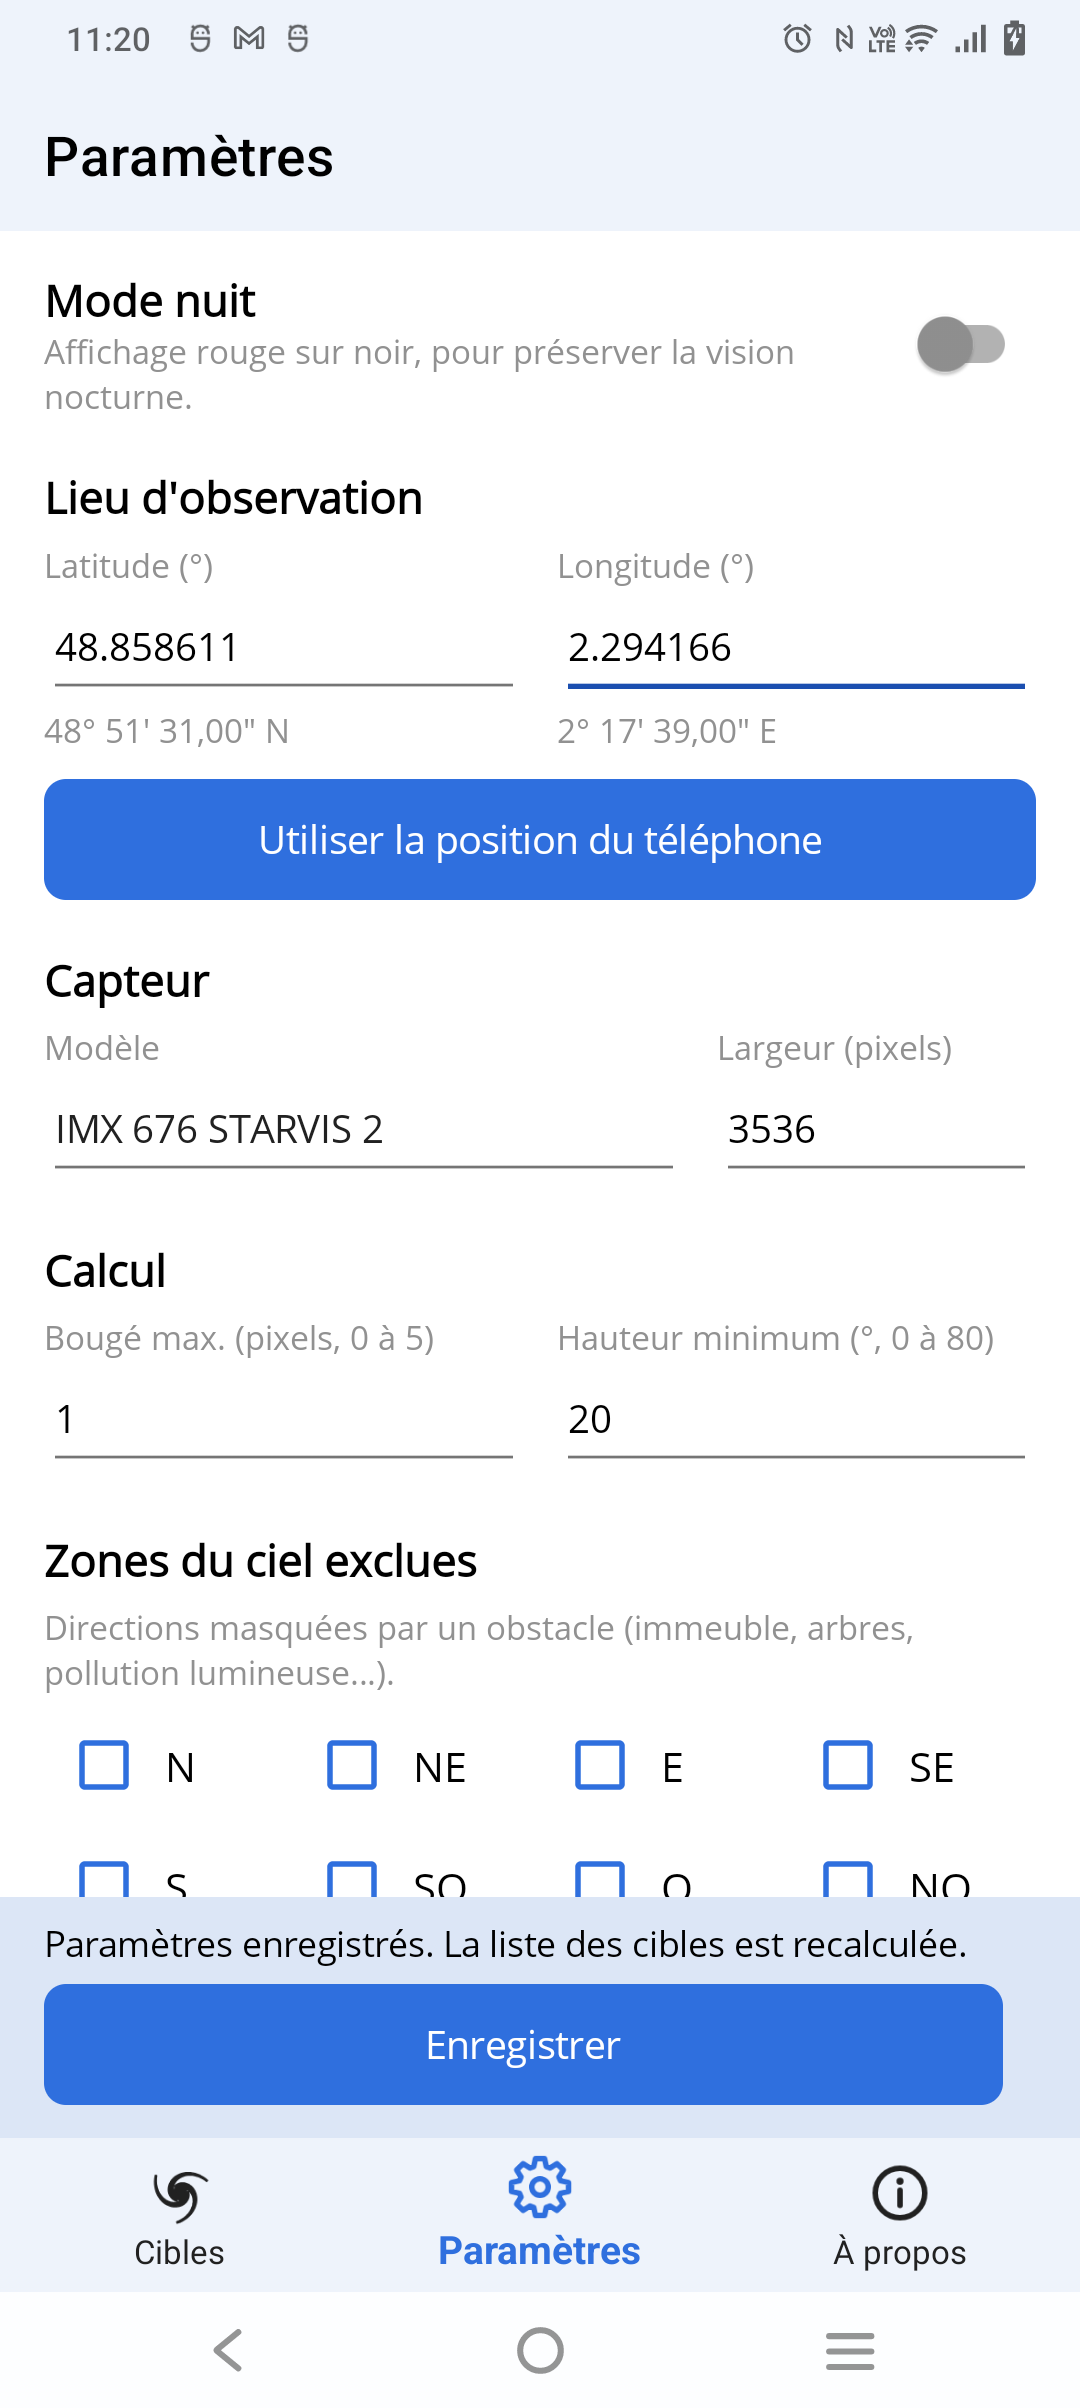 11:20
Vo)) LTE
Paramètres
Mode nuit
Affichage rouge sur noir, pour préserver la vision
nocturne.
Lieu d'observation
Latitude (°) Longitude (°)
48.858611 2.294166
48° 51' 31,00" N 2° 17' 39,00" E
Utiliser la position du téléphone
Capteur
Modèle Largeur (pixels)
IMX 676 STARVIS 2 3536
Calcul
Bougé max. (pixels, 0 à 5) Hauteur minimum (°, 0 à 80)
1 20
Zones du ciel exclues
Directions masquées par un obstacle (immeuble, arbres,
pollution lumineuse...).
N NE E SE
S SO O NO
Paramètres enregistrés. La liste des cibles est recalculée.
Enregistrer
Cibles Paramètres À propos